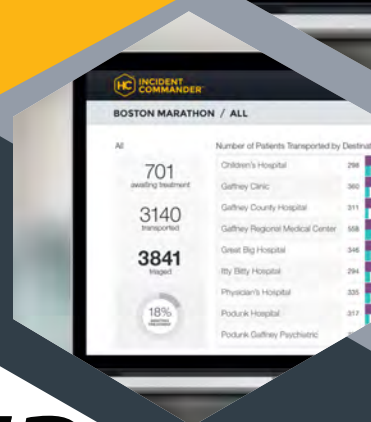 HC INCIDENT
COMMANDER
BOSTON MARATHON / ALL
All
Number of Patients Transported by
701
awaiting treatment
3140
transported
3841
triaged
18%
Children's Hospital 298
Gaffney Clinic 360
Gaffney County Hospital 311
Gaffney Regional Medical Center 558
Great Big Hospital 346
Itty Bitty Hospital 294
Physician's Hospital 335
Podunk Hospital 317
Podunk Gaffney Psychiatric